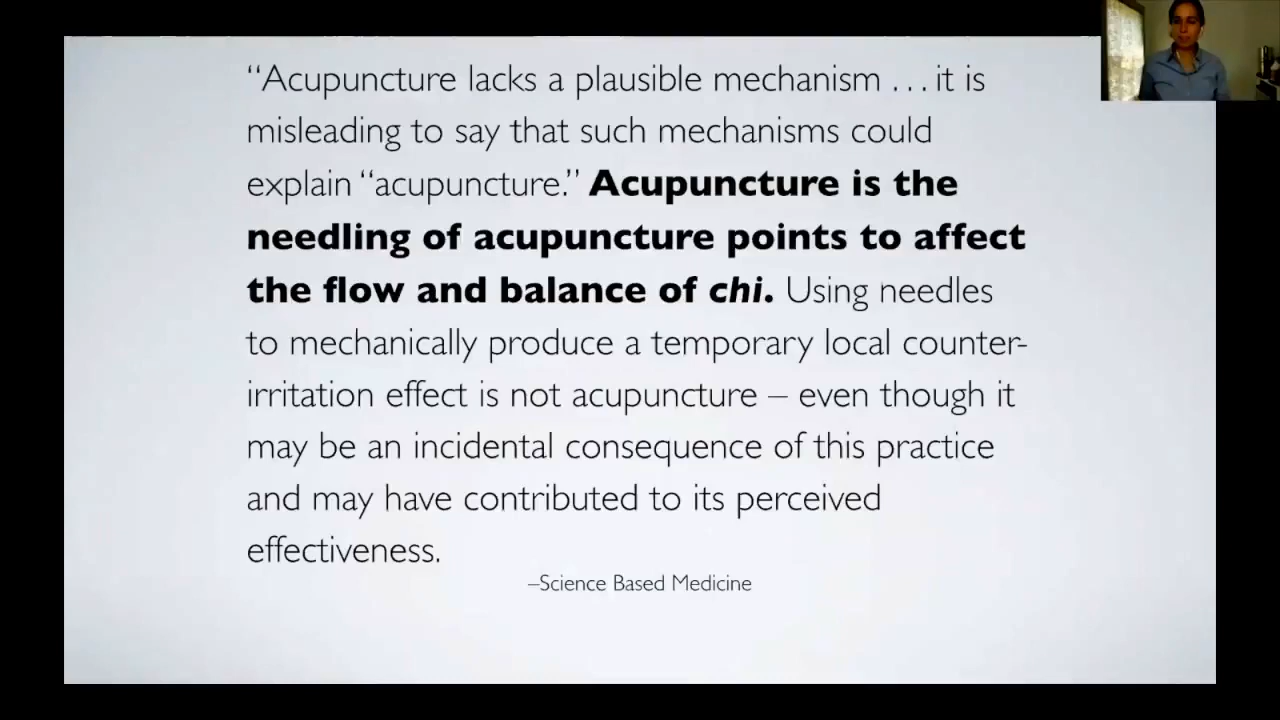 “Acupuncture lacks a plausible mechanism . . . it is
misleading to say that such mechanisms could
explain “acupuncture.” Acupuncture is the
needling of acupuncture points to affect
the flow and balance of chi. Using needles
to mechanically produce a temporary local counter-
irritation effect is not acupuncture – even though it
may be an incidental consequence of this practice
and may have contributed to its perceived
effectiveness.
–Science Based Medicine